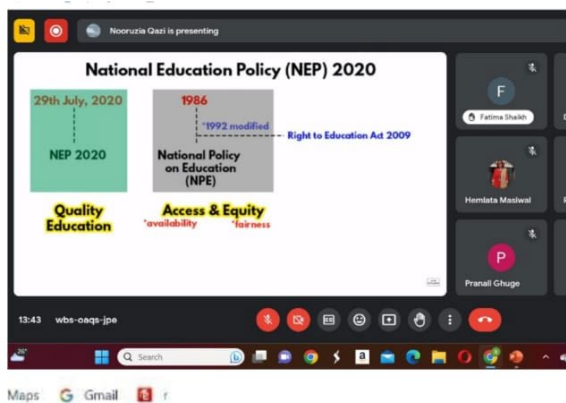 Nooruzia Qazi is presenting
National Education Policy (NEP) 2020
29th July, 2020
NEP 2020
Quality
Education
1986
*1992 modified
National Policy
on Education
(NPE)
Right to Education Act 2009
Access & Equity
*availability *fairness
F
Fatima Shaikh
Hemlata Masiwal
P
Pranali Ghuge
13:43 wbs-oaqs-jpe
26°
Search
Maps Gmail r